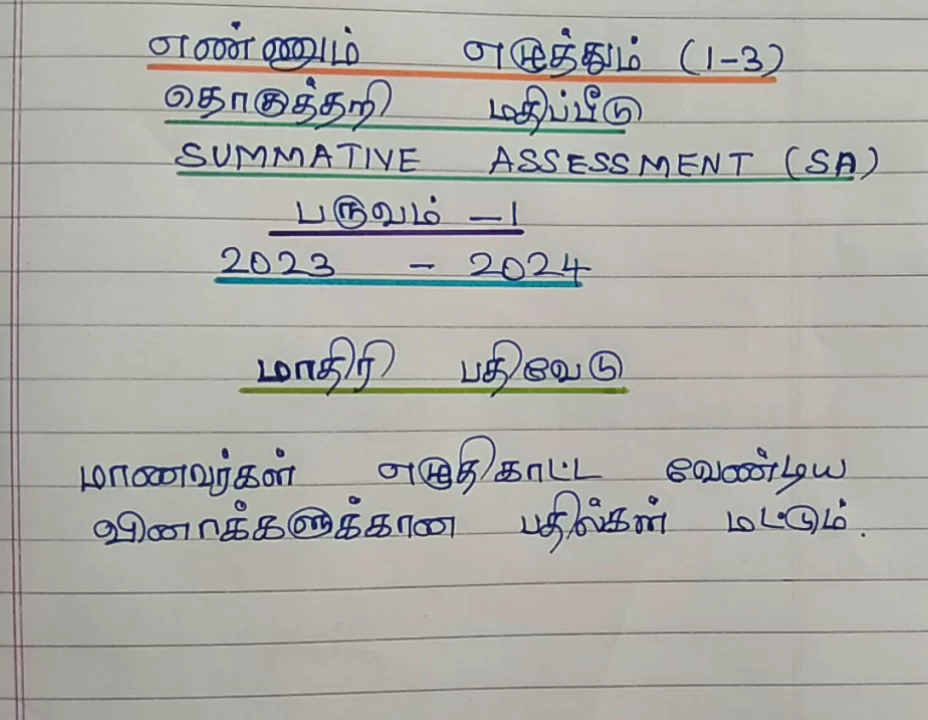 எண்ணும் எழுத்தும் (1-3)
தொகுத்தறி மதிப்பீடு
SUMMATIVE ASSESSMENT (SA)
பருவம் -1
2023 - 2024
மாதிரி பதிவேடு
மாணவர்கள் எழுதிகாட்ட வேண்டிய
வினாக்களுக்கான பதில்கள் மட்டும்.